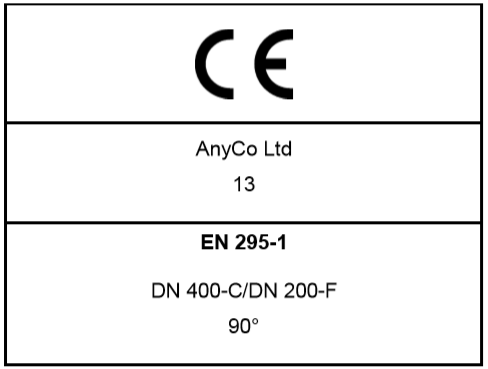 CE
AnyCo Ltd
13
EN 295-1
DN 400-C/DN 200-F
90°